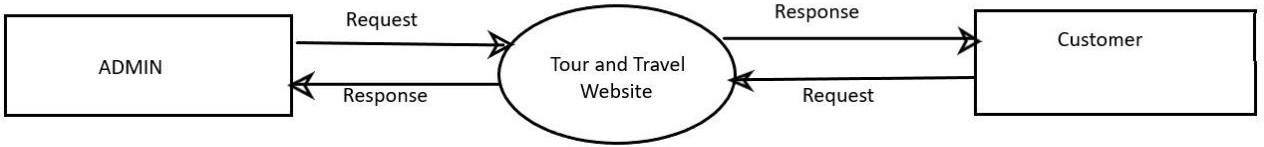 Request
Response
ADMIN
Tour and Travel
Website
Customer
Response
Request